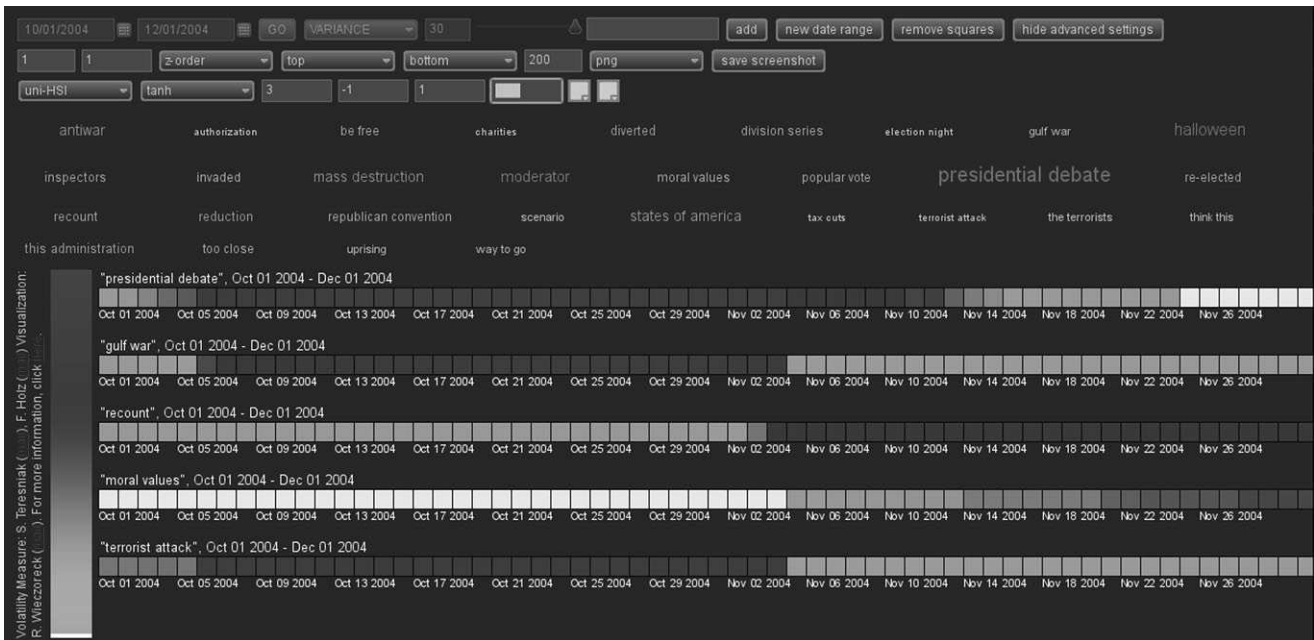 10/01/2004 12/01/2004 GO VARIANCE 30 add new date range remove squares hide advanced settings
1 1 z-order top bottom 200 png save screenshot
uni-HSI tanh 3 -1 1
antiwar authorization be free charities diverted division series election night gulf war halloween
inspectors invaded mass destruction moderator moral values popular vote presidential debate re-elected
recount reduction republican convention scenario states of america tax cuts terrorist attack the terrorists think this
this administration too close uprising way to go
"presidential debate", Oct 01 2004 - Dec 01 2004
Oct 01 2004 Oct 05 2004 Oct 09 2004 Oct 13 2004 Oct 17 2004 Oct 21 2004 Oct 25 2004 Oct 29 2004 Nov 02 2004 Nov 06 2004 Nov 10 2004 Nov 14 2004 Nov 18 2004 Nov 22 2004 Nov 26 2004
"gulf war", Oct 01 2004 - Dec 01 2004
Oct 01 2004 Oct 05 2004 Oct 09 2004 Oct 13 2004 Oct 17 2004 Oct 21 2004 Oct 25 2004 Oct 29 2004 Nov 02 2004 Nov 06 2004 Nov 10 2004 Nov 14 2004 Nov 18 2004 Nov 22 2004 Nov 26 2004
"recount", Oct 01 2004 - Dec 01 2004
Oct 01 2004 Oct 05 2004 Oct 09 2004 Oct 13 2004 Oct 17 2004 Oct 21 2004 Oct 25 2004 Oct 29 2004 Nov 02 2004 Nov 06 2004 Nov 10 2004 Nov 14 2004 Nov 18 2004 Nov 22 2004 Nov 26 2004
"moral values", Oct 01 2004 - Dec 01 2004
Oct 01 2004 Oct 05 2004 Oct 09 2004 Oct 13 2004 Oct 17 2004 Oct 21 2004 Oct 25 2004 Oct 29 2004 Nov 02 2004 Nov 06 2004 Nov 10 2004 Nov 14 2004 Nov 18 2004 Nov 22 2004 Nov 26 2004
"terrorist attack", Oct 01 2004 - Dec 01 2004
Oct 01 2004 Oct 05 2004 Oct 09 2004 Oct 13 2004 Oct 17 2004 Oct 21 2004 Oct 25 2004 Oct 29 2004 Nov 02 2004 Nov 06 2004 Nov 10 2004 Nov 14 2004 Nov 18 2004 Nov 22 2004 Nov 26 2004
Volatility Measure: S. Teresniak ( ), F. Holz ( ) Visualization:
R. Wieczoreck ( ). For more information, click here.